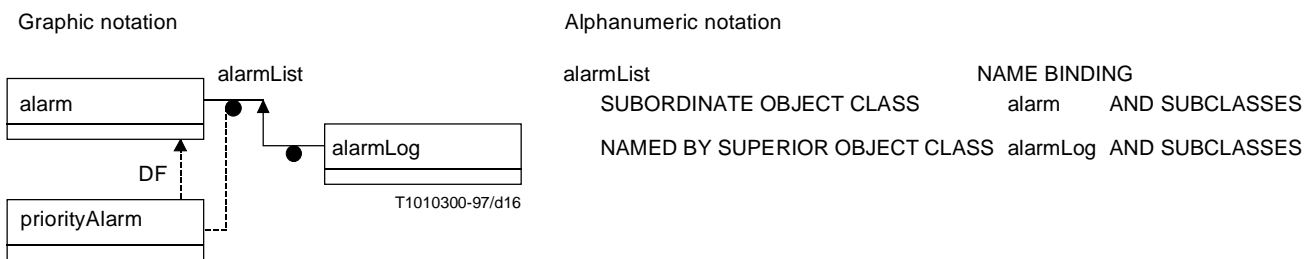 Graphic notation
Alphanumeric notation
alarmList
alarm
alarmLog
DF
priorityAlarm
T1010300-97/d16
alarmList NAME BINDING
SUBORDINATE OBJECT CLASS alarm AND SUBCLASSES
NAMED BY SUPERIOR OBJECT CLASS alarmLog AND SUBCLASSES